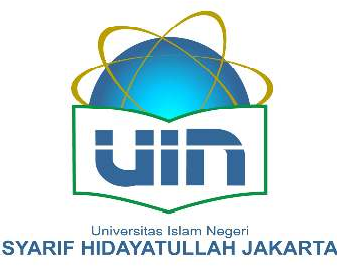 UIN
Universitas Islam Negeri
SYARIF HIDAYATULLAH JAKARTA